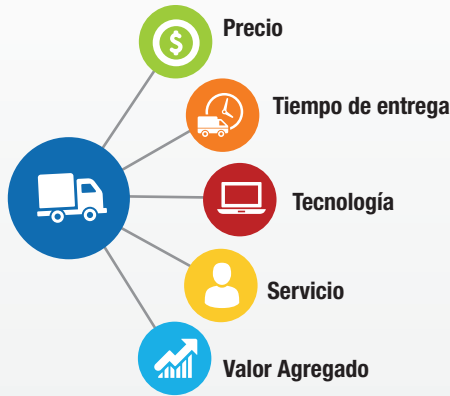 Precio
Tiempo de entrega
Tecnología
Servicio
Valor Agregado